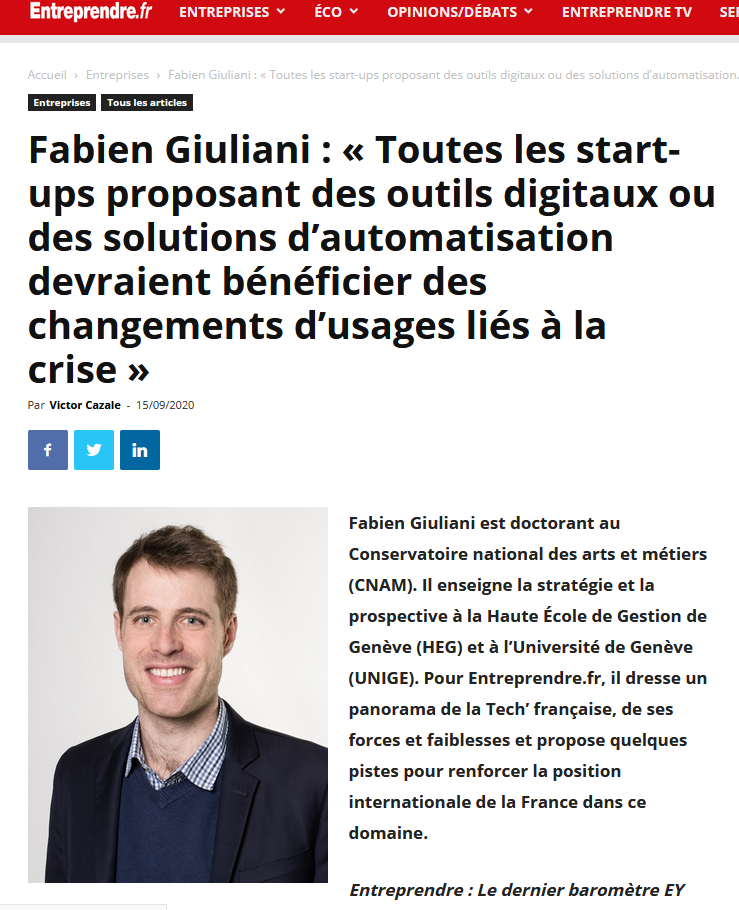 Entreprendre.fr ENTREPRISES ÉCO OPINIONS/DÉBATS ENTREPRENDRE TV
Accueil › Entreprises › Fabien Giuliani : « Toutes les start-ups proposant des outils digitaux ou des solutions d’automatisation
Entreprises Tous les articles
Fabien Giuliani : « Toutes les start-
ups proposant des outils digitaux ou
des solutions d’automatisation
devraient bénéficier des
changements d’usages liés à la
crise »
Par Victor Cazale - 15/09/2020
Fabien Giuliani est doctorant au
Conservatoire national des arts et métiers
(CNAM). Il enseigne la stratégie et la
prospective à la Haute École de Gestion de
Genève (HEG) et à l’Université de Genève
(UNIGE). Pour Entreprendre.fr, il dresse un
panorama de la Tech’ française, de ses
forces et faiblesses et propose quelques
pistes pour renforcer la position
internationale de la France dans ce
domaine.
Entreprendre : Le dernier baromètre EY